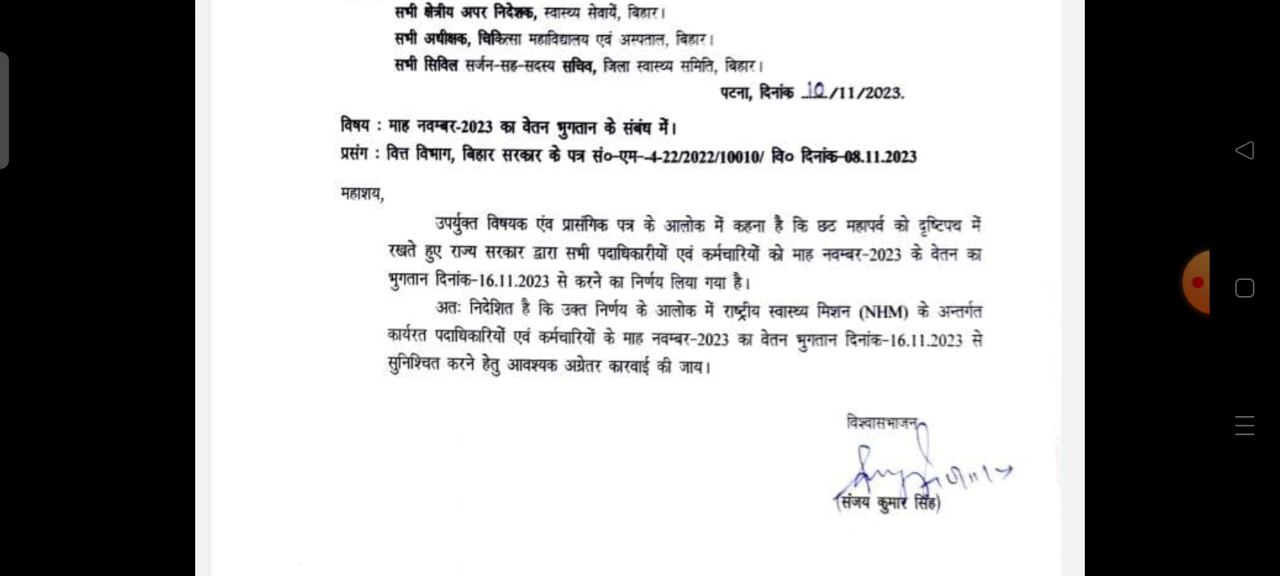 सभी क्षेत्रीय अपर निदेशक, स्वास्थ्य सेवायें, बिहार।
सभी अधीक्षक, चिकित्सा महाविद्यालय एवं अस्पताल, बिहार।
सभी सिविल सर्जन-सह-सदस्य सचिव, जिला स्वास्थ्य समिति, बिहार।
पटना, दिनांक 10/11/2023.
विषय : माह नवम्बर-2023 का वेतन भुगतान के संबंध में।
प्रसंग : वित्त विभाग, बिहार सरकार के पत्र सं०-एम--4-22/2022/10010/ वि० दिनांक-08.11.2023
महाशय,
उपर्युक्त विषयक एंव प्रासंगिक पत्र के आलोक में कहना है कि छठ महापर्व को दृष्टिपथ में
रखते हुए राज्य सरकार द्वारा सभी पदाधिकारीयों एवं कर्मचारियों को माह नवम्बर-2023 के वेतन का
भुगतान दिनांक-16.11.2023 से करने का निर्णय लिया गया है।
अतः निदेशित है कि उक्त निर्णय के आलोक में राष्ट्रीय स्वास्थ्य मिशन (NHM) के अन्तर्गत
कार्यरत पदाधिकारियों एवं कर्मचारियों के माह नवम्बर-2023 का वेतन भुगतान दिनांक-16.11.2023 से
सुनिश्चित करने हेतु आवश्यक अग्रेतर कारवाई की जाय।
विश्वासभाजन
(संजय कुमार सिंह)